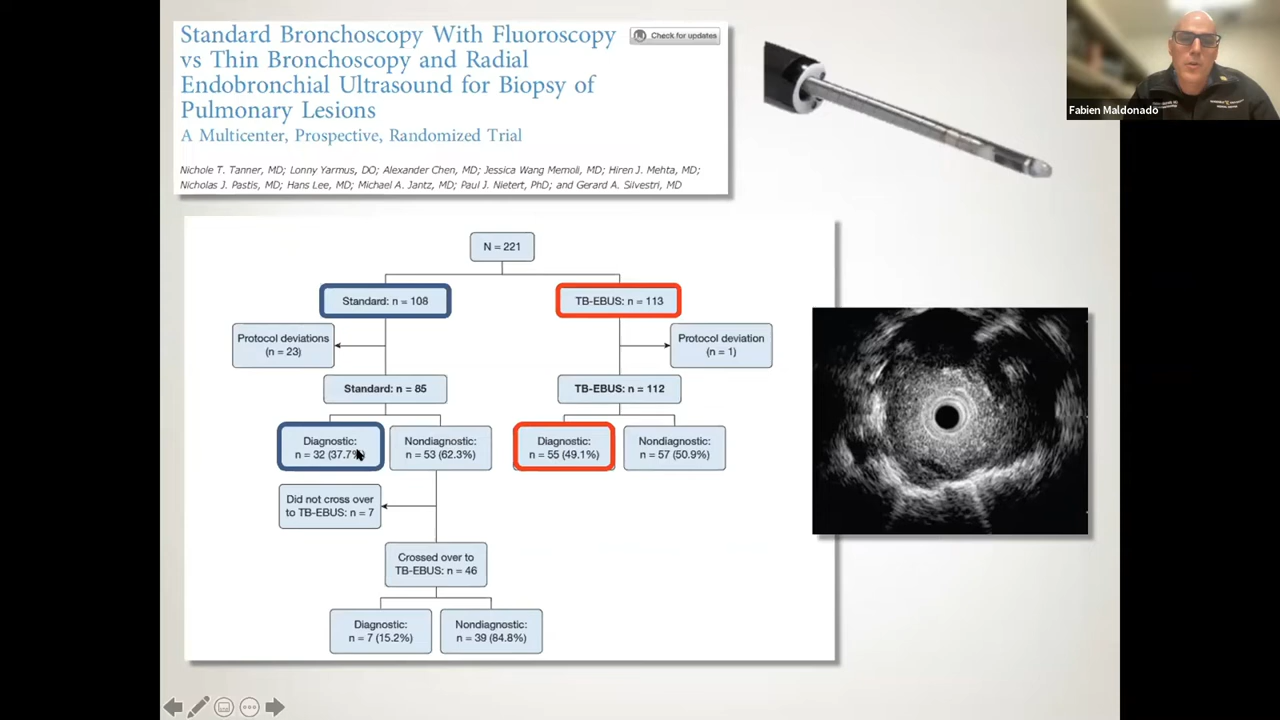 Standard Bronchoscopy With Fluoroscopy
vs Thin Bronchoscopy and Radial
Endobronchial Ultrasound for Biopsy of
Pulmonary Lesions
A Multicenter, Prospective, Randomized Trial
Check for updates
Nichole T. Tanner, MD; Lonny Yarmus, DO; Alexander Chen, MD; Jessica Wang Memoli, MD; Hiren J. Mehta, MD;
Nicholas J. Pastis, MD; Hans Lee, MD; Michael A. Jantz, MD; Paul J. Nietert, PhD; and Gerard A. Silvestri, MD
Fabien Maldonado
N = 221
Standard: n = 108
TB-EBUS: n = 113
Protocol deviations
(n = 23)
Protocol deviation
(n = 1)
Standard: n = 85
TB-EBUS: n = 112
Diagnostic:
n = 32 (37.7%
Nondiagnostic:
n = 53 (62.3%)
Diagnostic:
n = 55 (49.1%)
Nondiagnostic:
n = 57 (50.9%)
Did not cross over
to TB-EBUS: n = 7
Crossed over to
TB-EBUS: n = 46
Diagnostic:
n = 7 (15.2%)
Nondiagnostic:
n = 39 (84.8%)